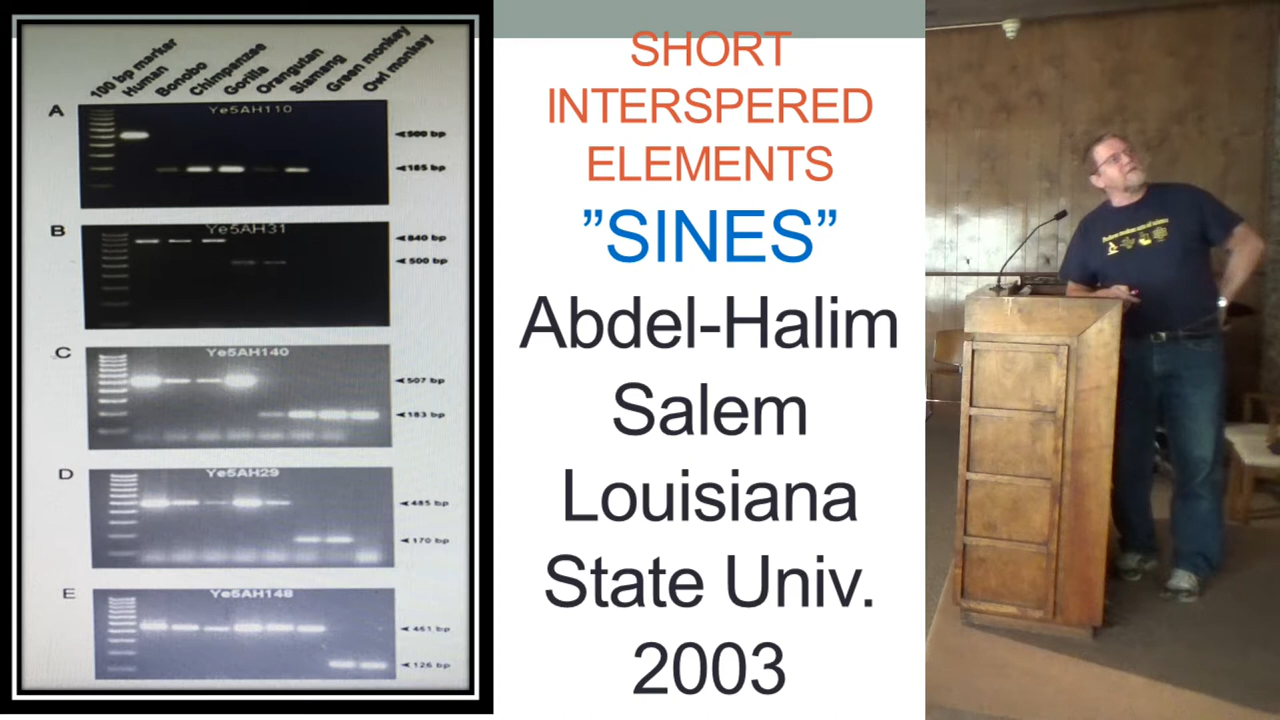 100 bp marker
Human
Bonobo
Chimpanzee
Gorilla
Orangutan
Siamang
Green monkey
Owl monkey
A
Ye5AH110
500 bp
185 bp
B
Ye5AH31
840 bp
500 bp
C
Ye5AH140
507 bp
183 bp
D
Ye5AH29
485 bp
170 bp
E
Ye5AH148
461 bp
126 bp
SHORT
INTERSPERED
ELEMENTS
”SINES”
Abdel-Halim
Salem
Louisiana
State Univ.
2003